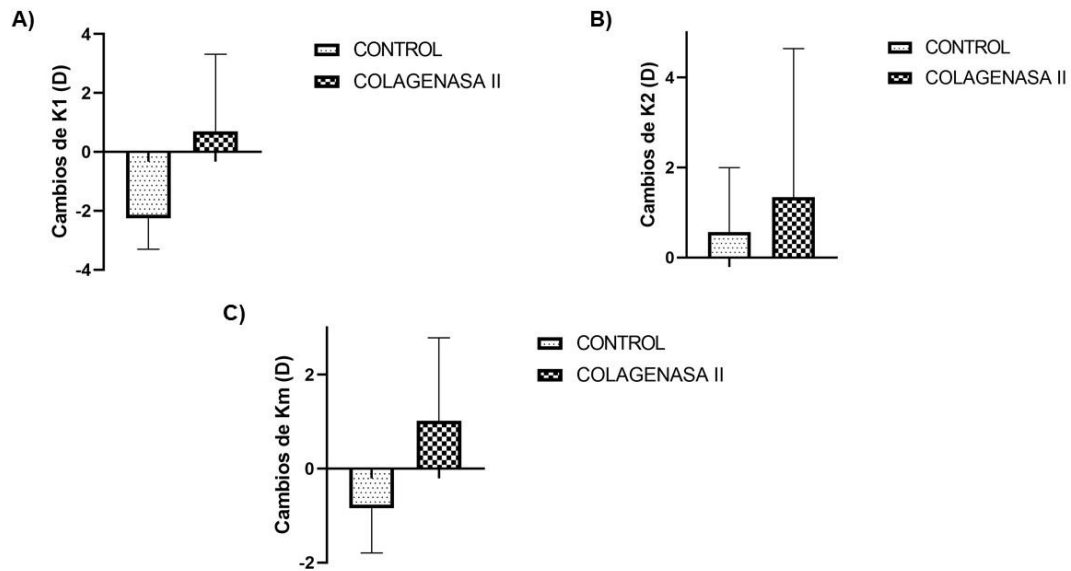 A)
Cambios de K1 (D)
4
2
0
-2
-4
CONTROL
COLAGENASA II
B)
Cambios de K2 (D)
4
2
0
CONTROL
COLAGENASA II
C)
Cambios de Km (D)
2
0
-2
CONTROL
COLAGENASA II